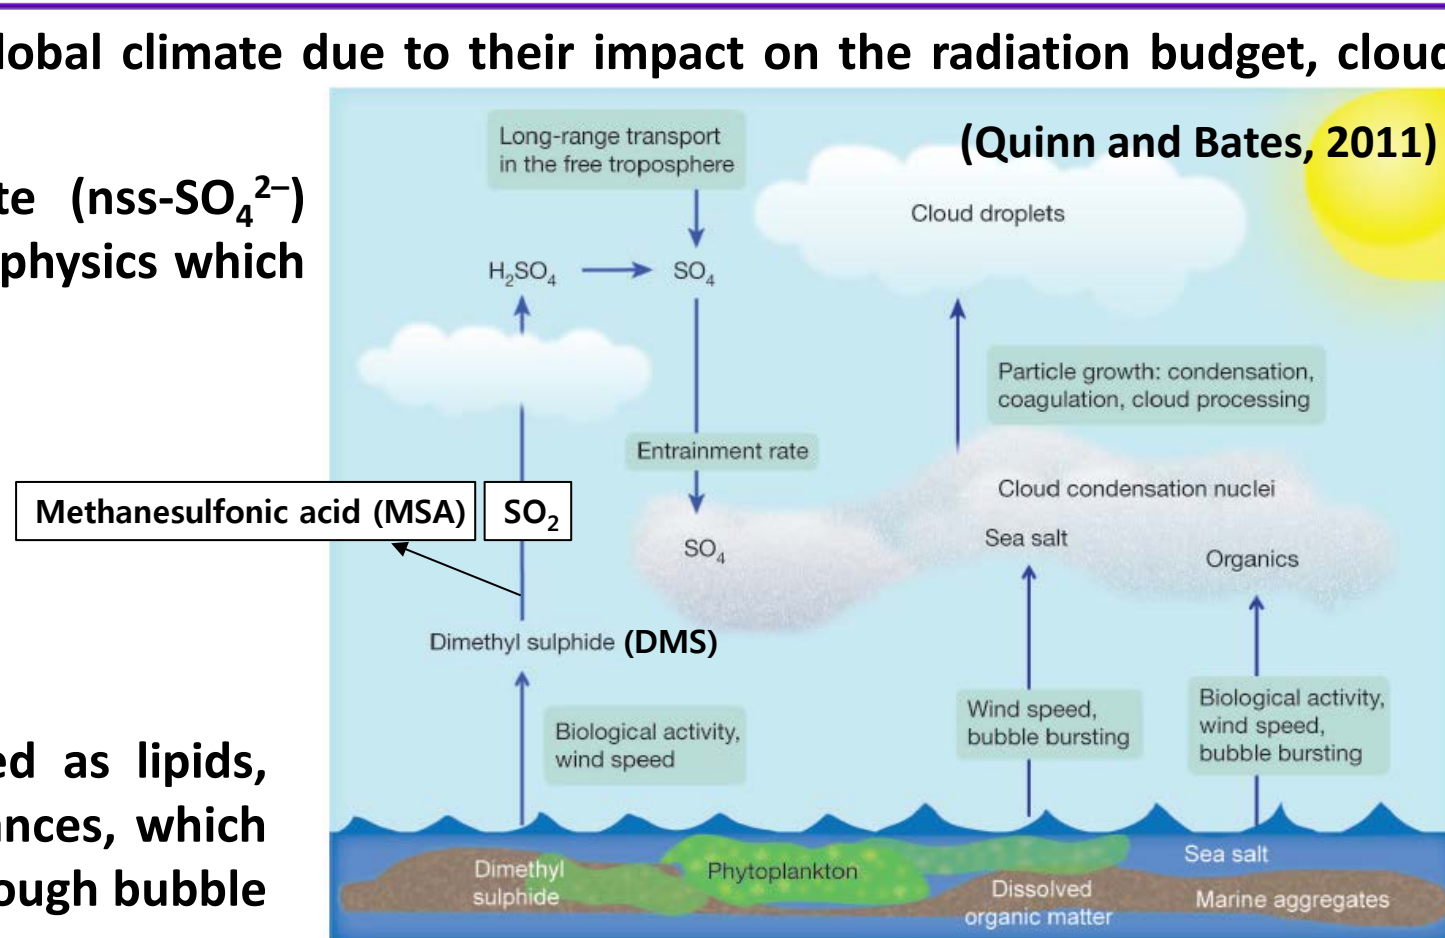 lobal climate due to their impact on the radiation budget, cloud
te (nss-SO₄²⁻)
physics which
ed as lipids,
ances, which
ough bubble
(Quinn and Bates, 2011)
Long-range transport
in the free troposphere
Cloud droplets
H₂SO₄
SO₄
Particle growth: condensation,
coagulation, cloud processing
Entrainment rate
Cloud condensation nuclei
Methanesulfonic acid (MSA)
SO₂
SO₄
Sea salt
Organics
Dimethyl sulphide (DMS)
Biological activity,
wind speed
Wind speed,
bubble bursting
Biological activity,
wind speed,
bubble bursting
Dimethyl
sulphide
Phytoplankton
Dissolved
organic matter
Sea salt
Marine aggregates